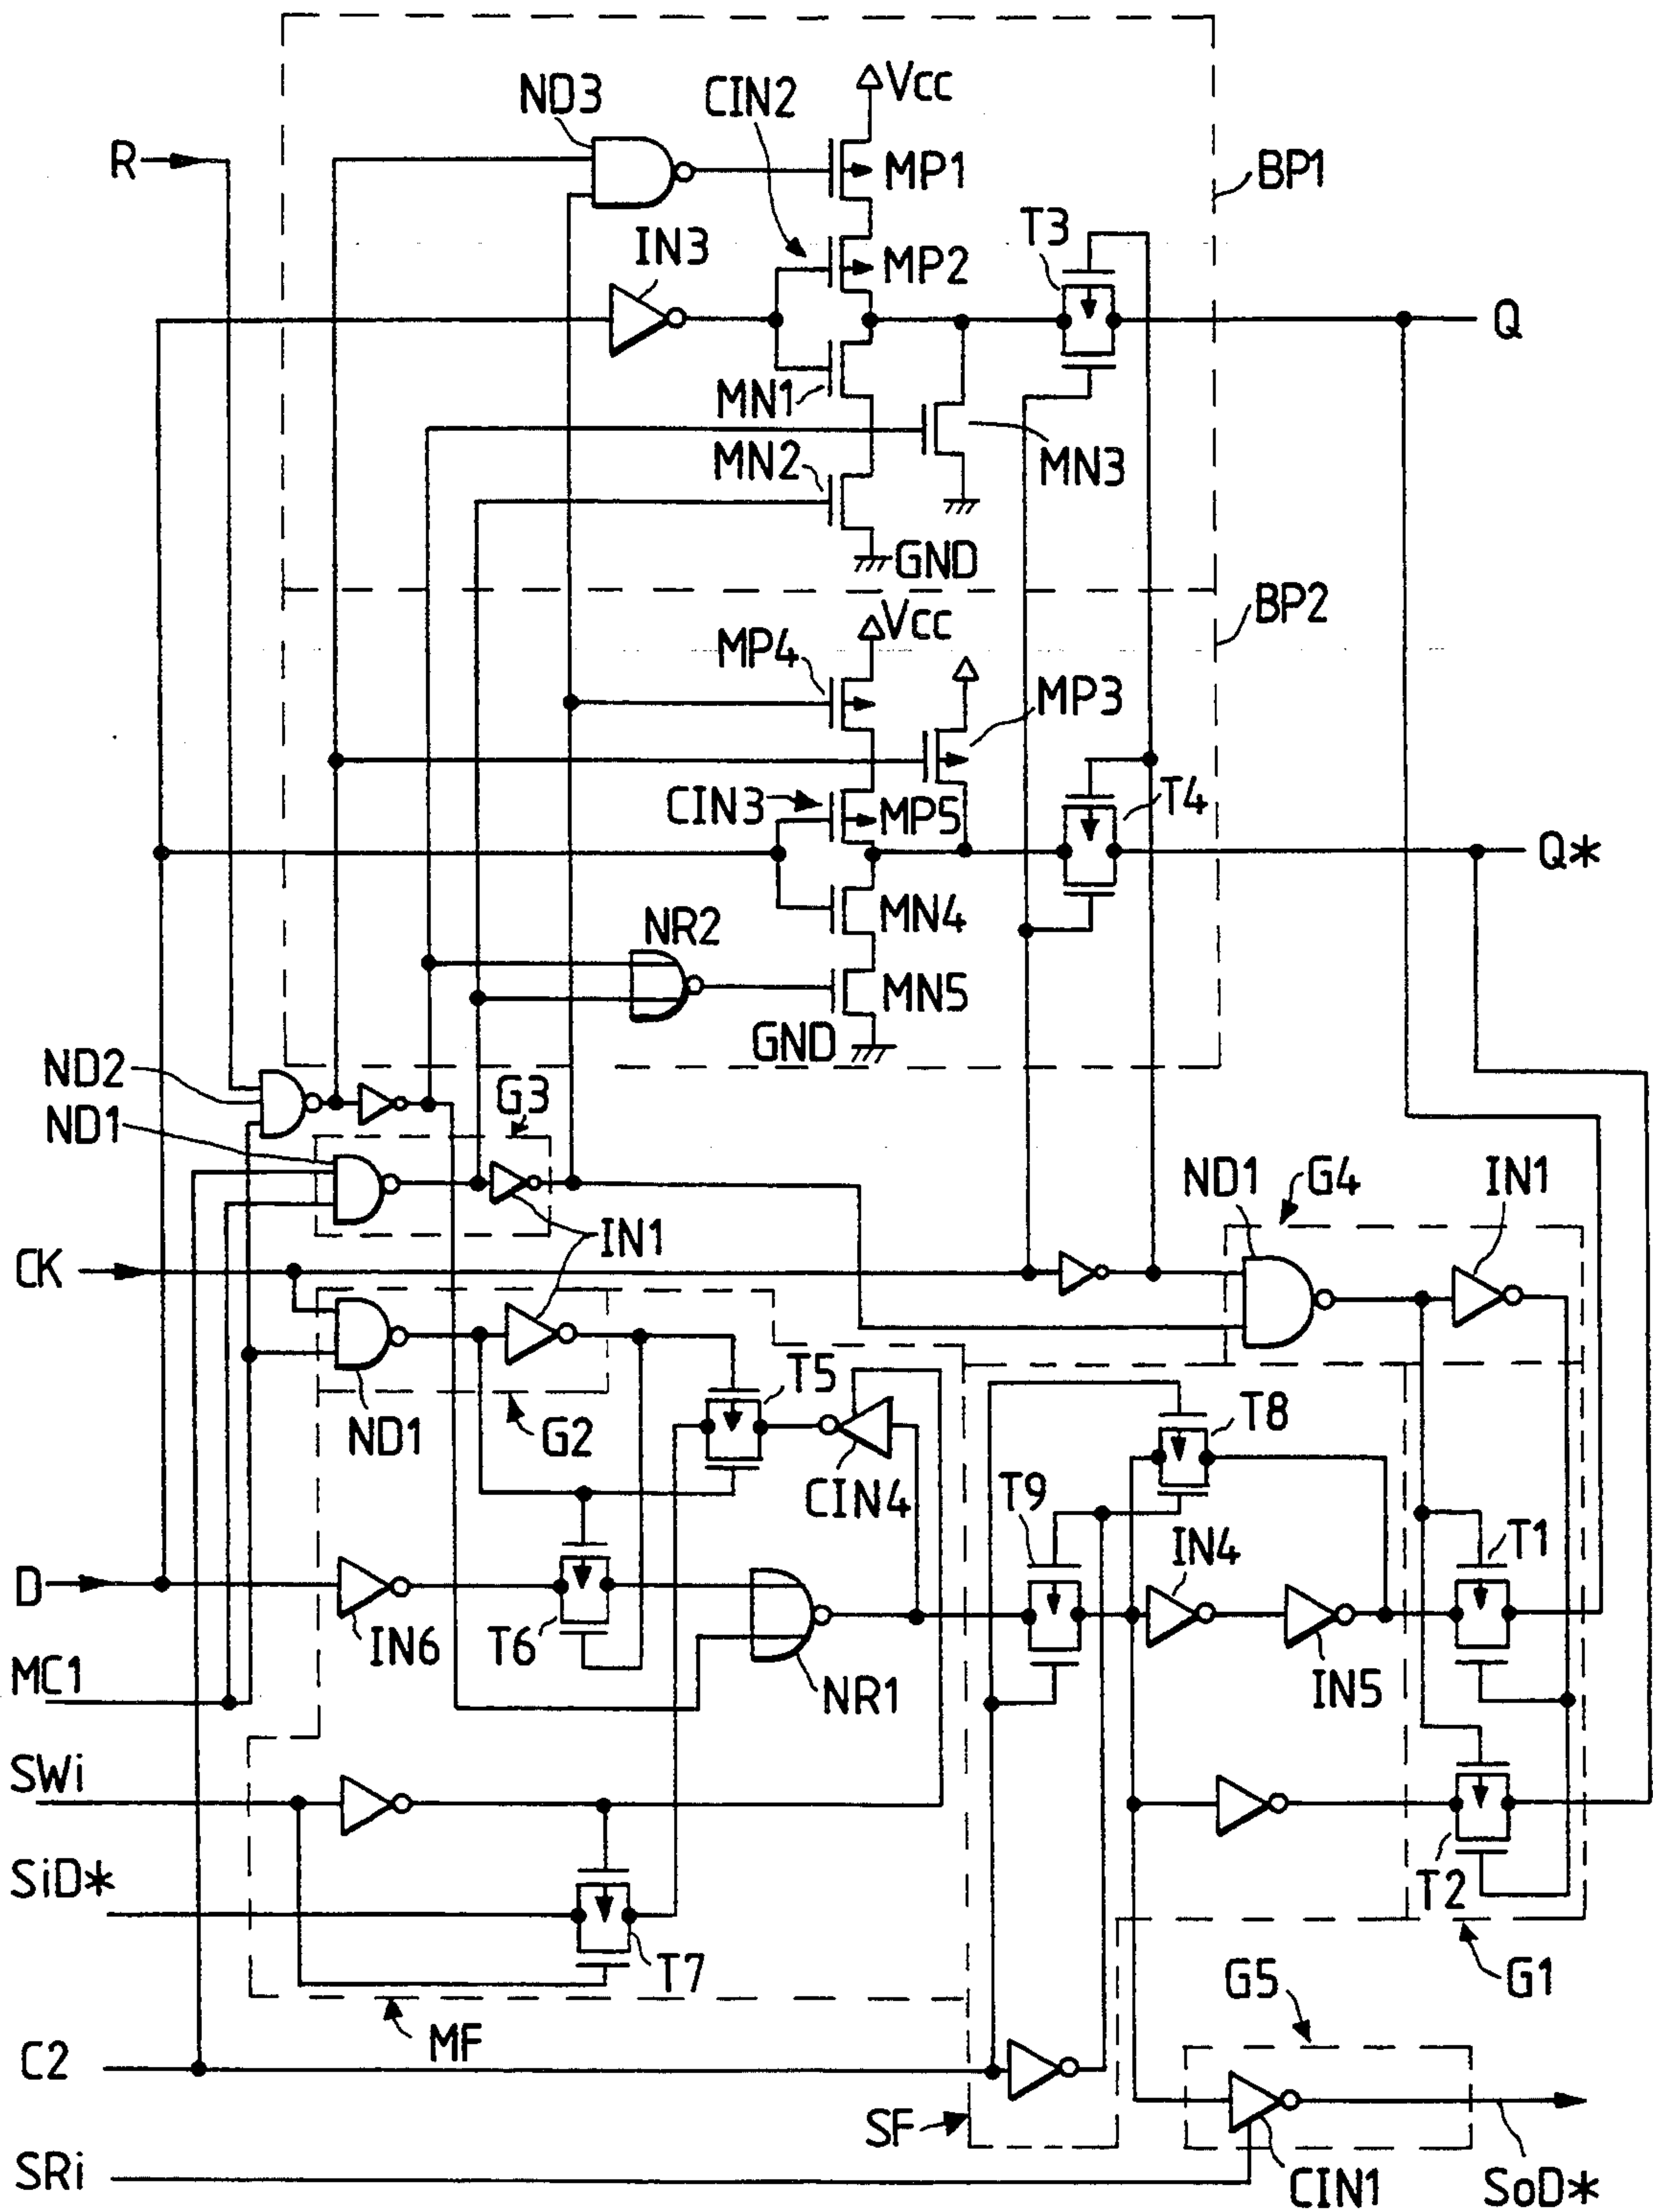 Vcc
ND3
CIN2
R
MP1
BP1
T3
IN3
MP2
Q
MN1
MN2
MN3
GND
BP2
Vcc
MP4
MP3
CIN3
MP5
T4
Q*
NR2
MN4
MN5
GND
ND2
G3
ND1
ND1
G4
IN1
IN1
CK
T5
T8
ND1
G2
CIN4
T9
IN4
T1
D
IN6
T6
IN5
MC1
NR1
SWi
SiD*
T2
T7
G5
G1
MF
C2
SF
SRi
CIN1
SoD*